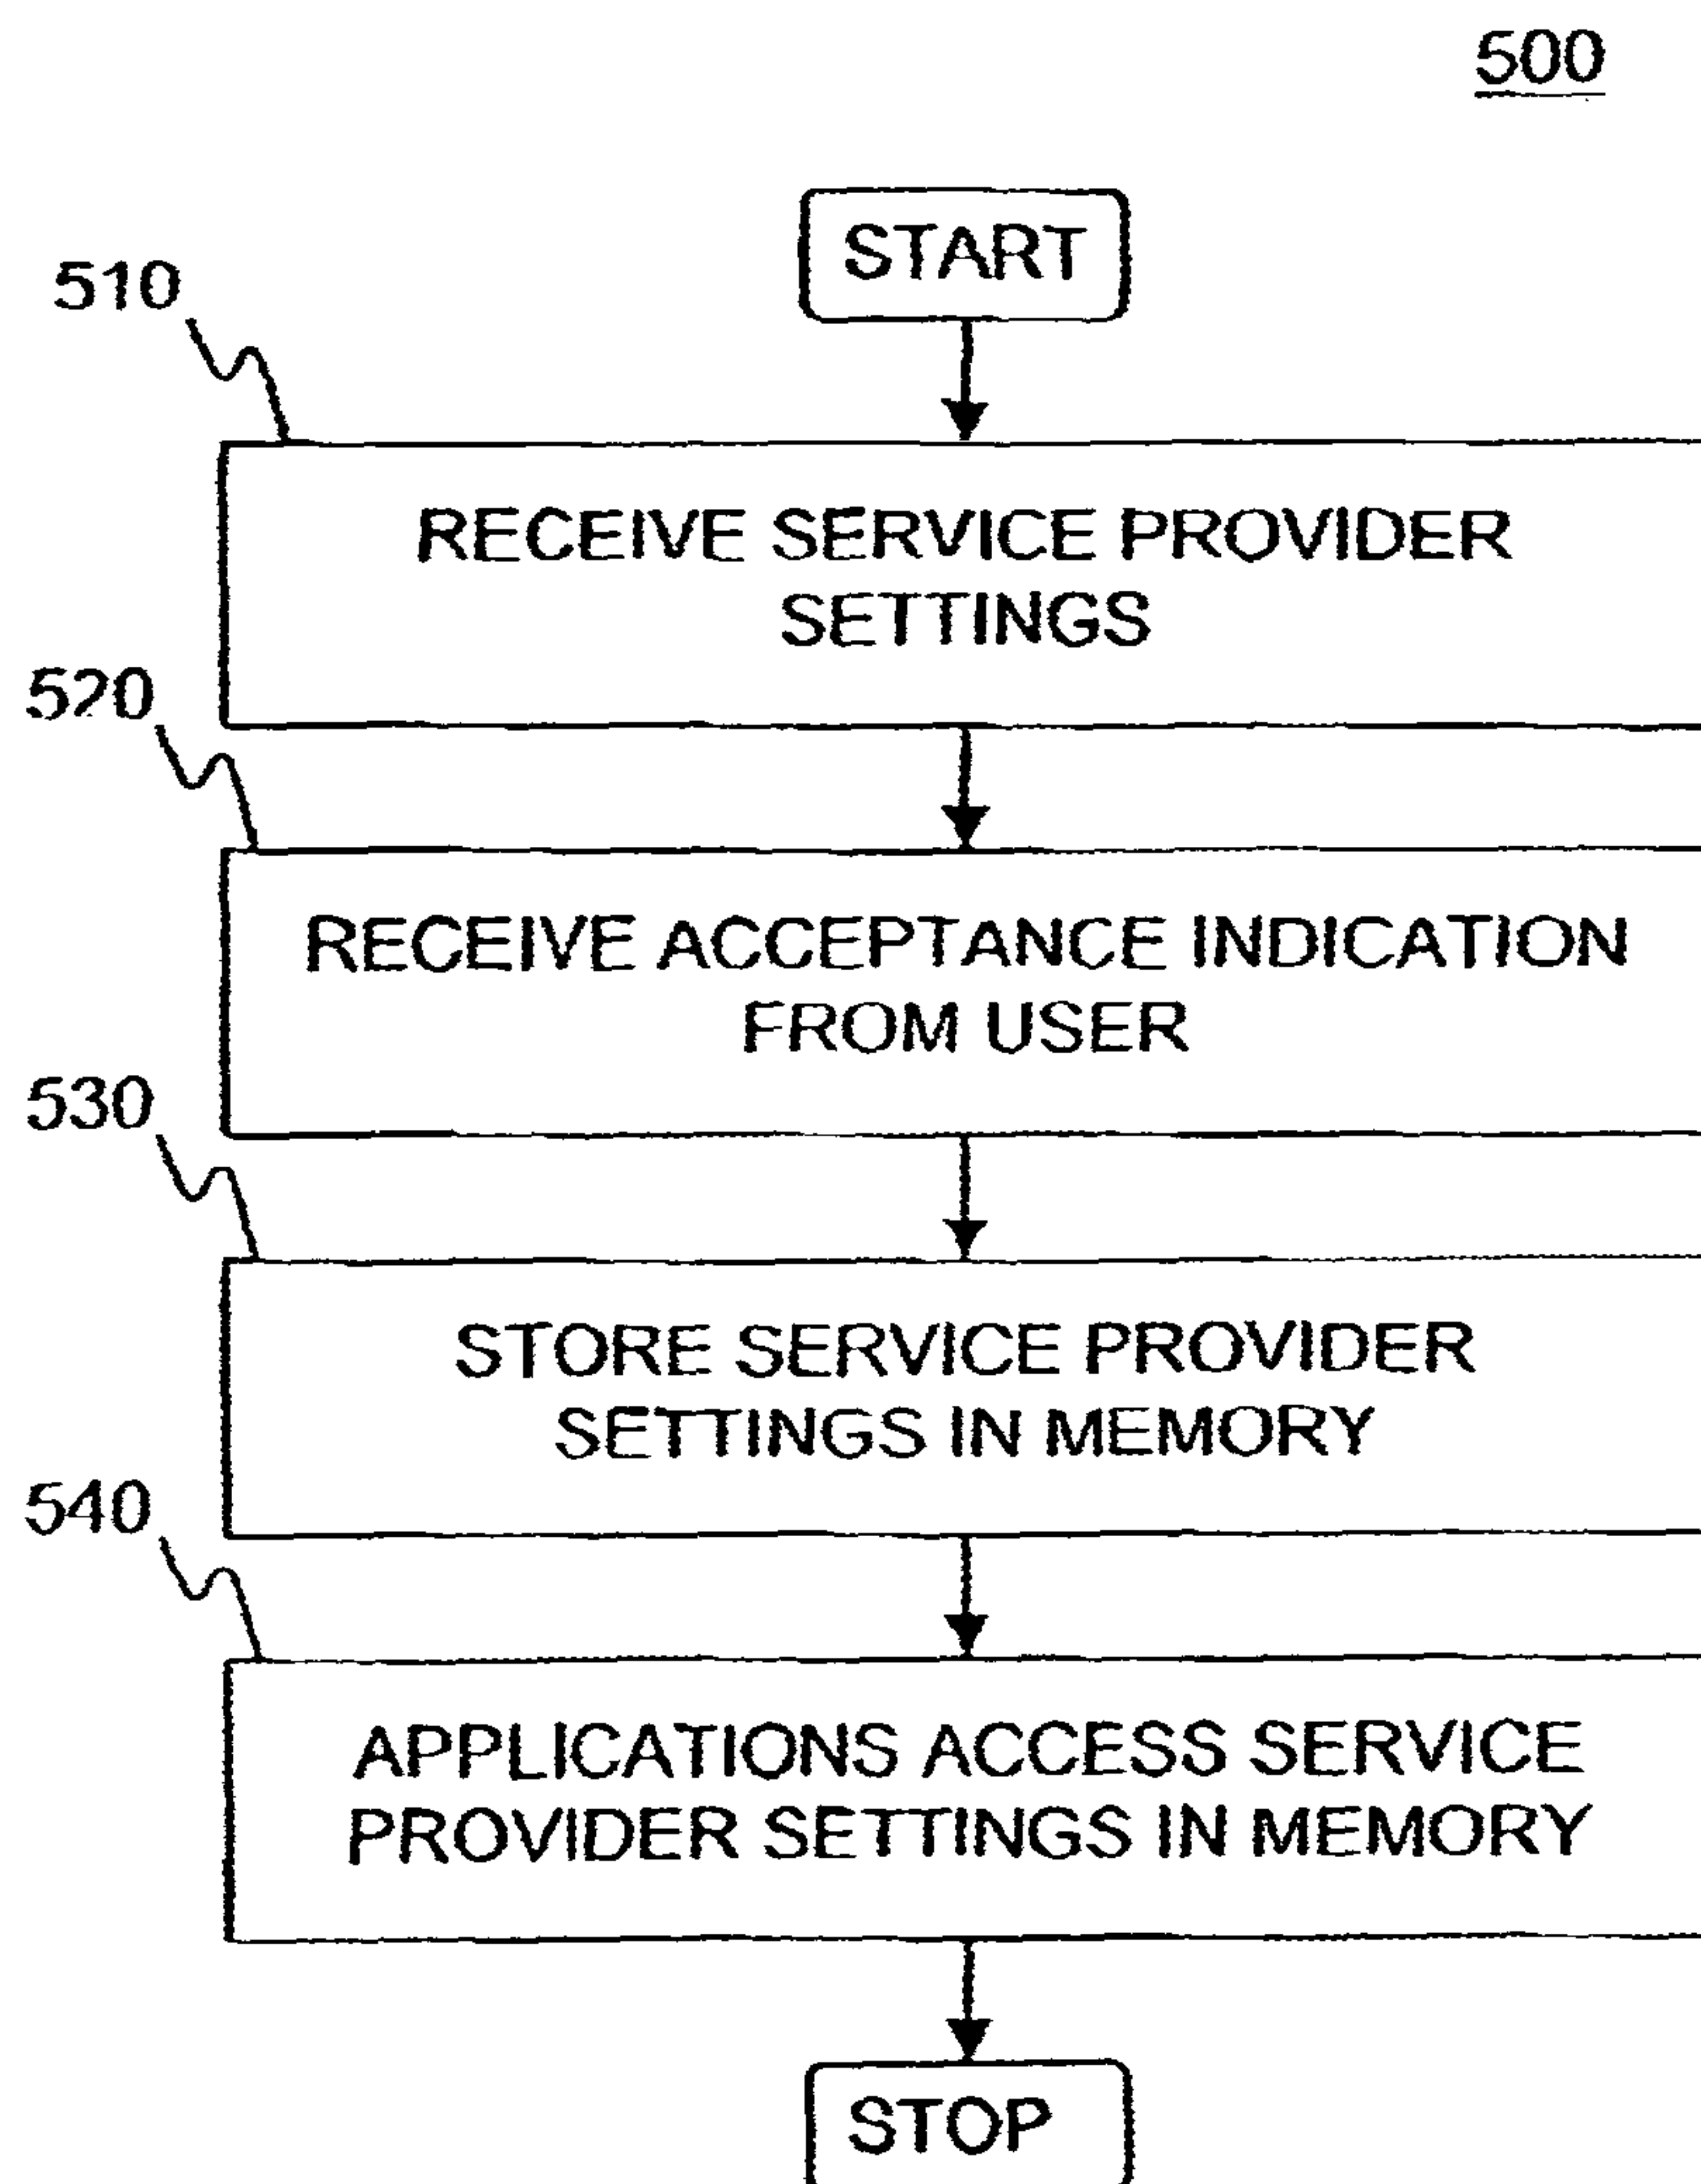 500
START
510
RECEIVE SERVICE PROVIDER
SETTINGS
520
RECEIVE ACCEPTANCE INDICATION
FROM USER
530
STORE SERVICE PROVIDER
SETTINGS IN MEMORY
540
APPLICATIONS ACCESS SERVICE
PROVIDER SETTINGS IN MEMORY
STOP